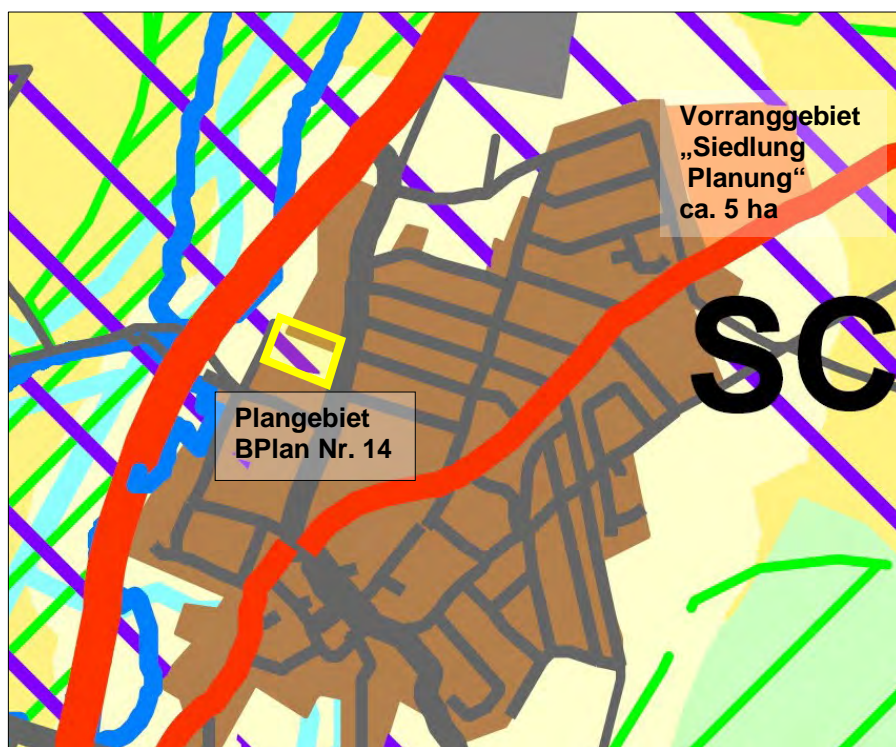 Vorranggebiet
„Siedlung
Planung“
ca. 5 ha
SC
Plangebiet
BPlan Nr. 14